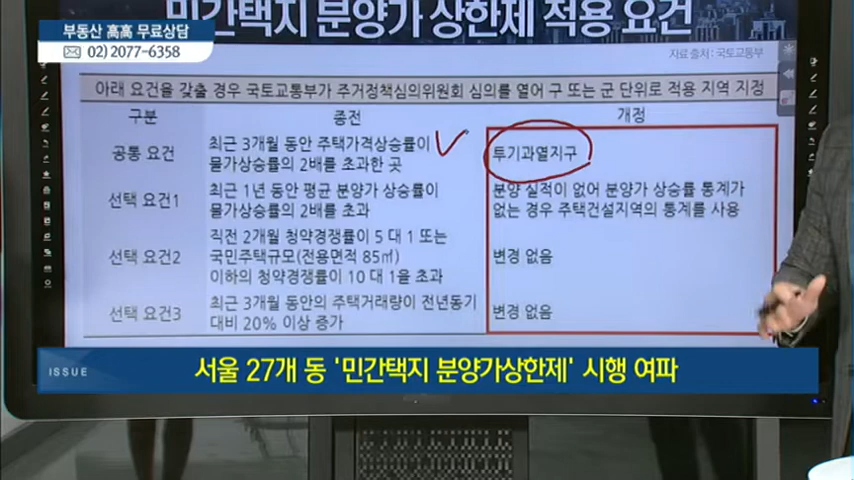 민간택지 분양가 상한제 적용 요건
부동산 高高 무료상담
02) 2077-6358
자료 출처 : 국토교통부
아래 요건을 갖출 경우 국토교통부가 주거정책심의위원회 심의를 열어 구 또는 군 단위로 적용 지역 지정
구분 종전 개정
공통 요건
최근 3개월 동안 주택가격상승률이
물가상승률의 2배를 초과한 곳
투기과열지구
선택 요건1
최근 1년 동안 평균 분양가 상승률이
물가상승률의 2배를 초과
분양 실적이 없어 분양가 상승률 통계가
없는 경우 주택건설지역의 통계를 사용
선택 요건2
직전 2개월 청약경쟁률이 5 대 1 또는
국민주택규모(전용면적 85㎡)
이하의 청약경쟁률이 10 대 1을 초과
변경 없음
선택 요건3
최근 3개월 동안의 주택거래량이 전년동기
대비 20% 이상 증가
변경 없음
ISSUE
서울 27개 동 '민간택지 분양가상한제' 시행 여파